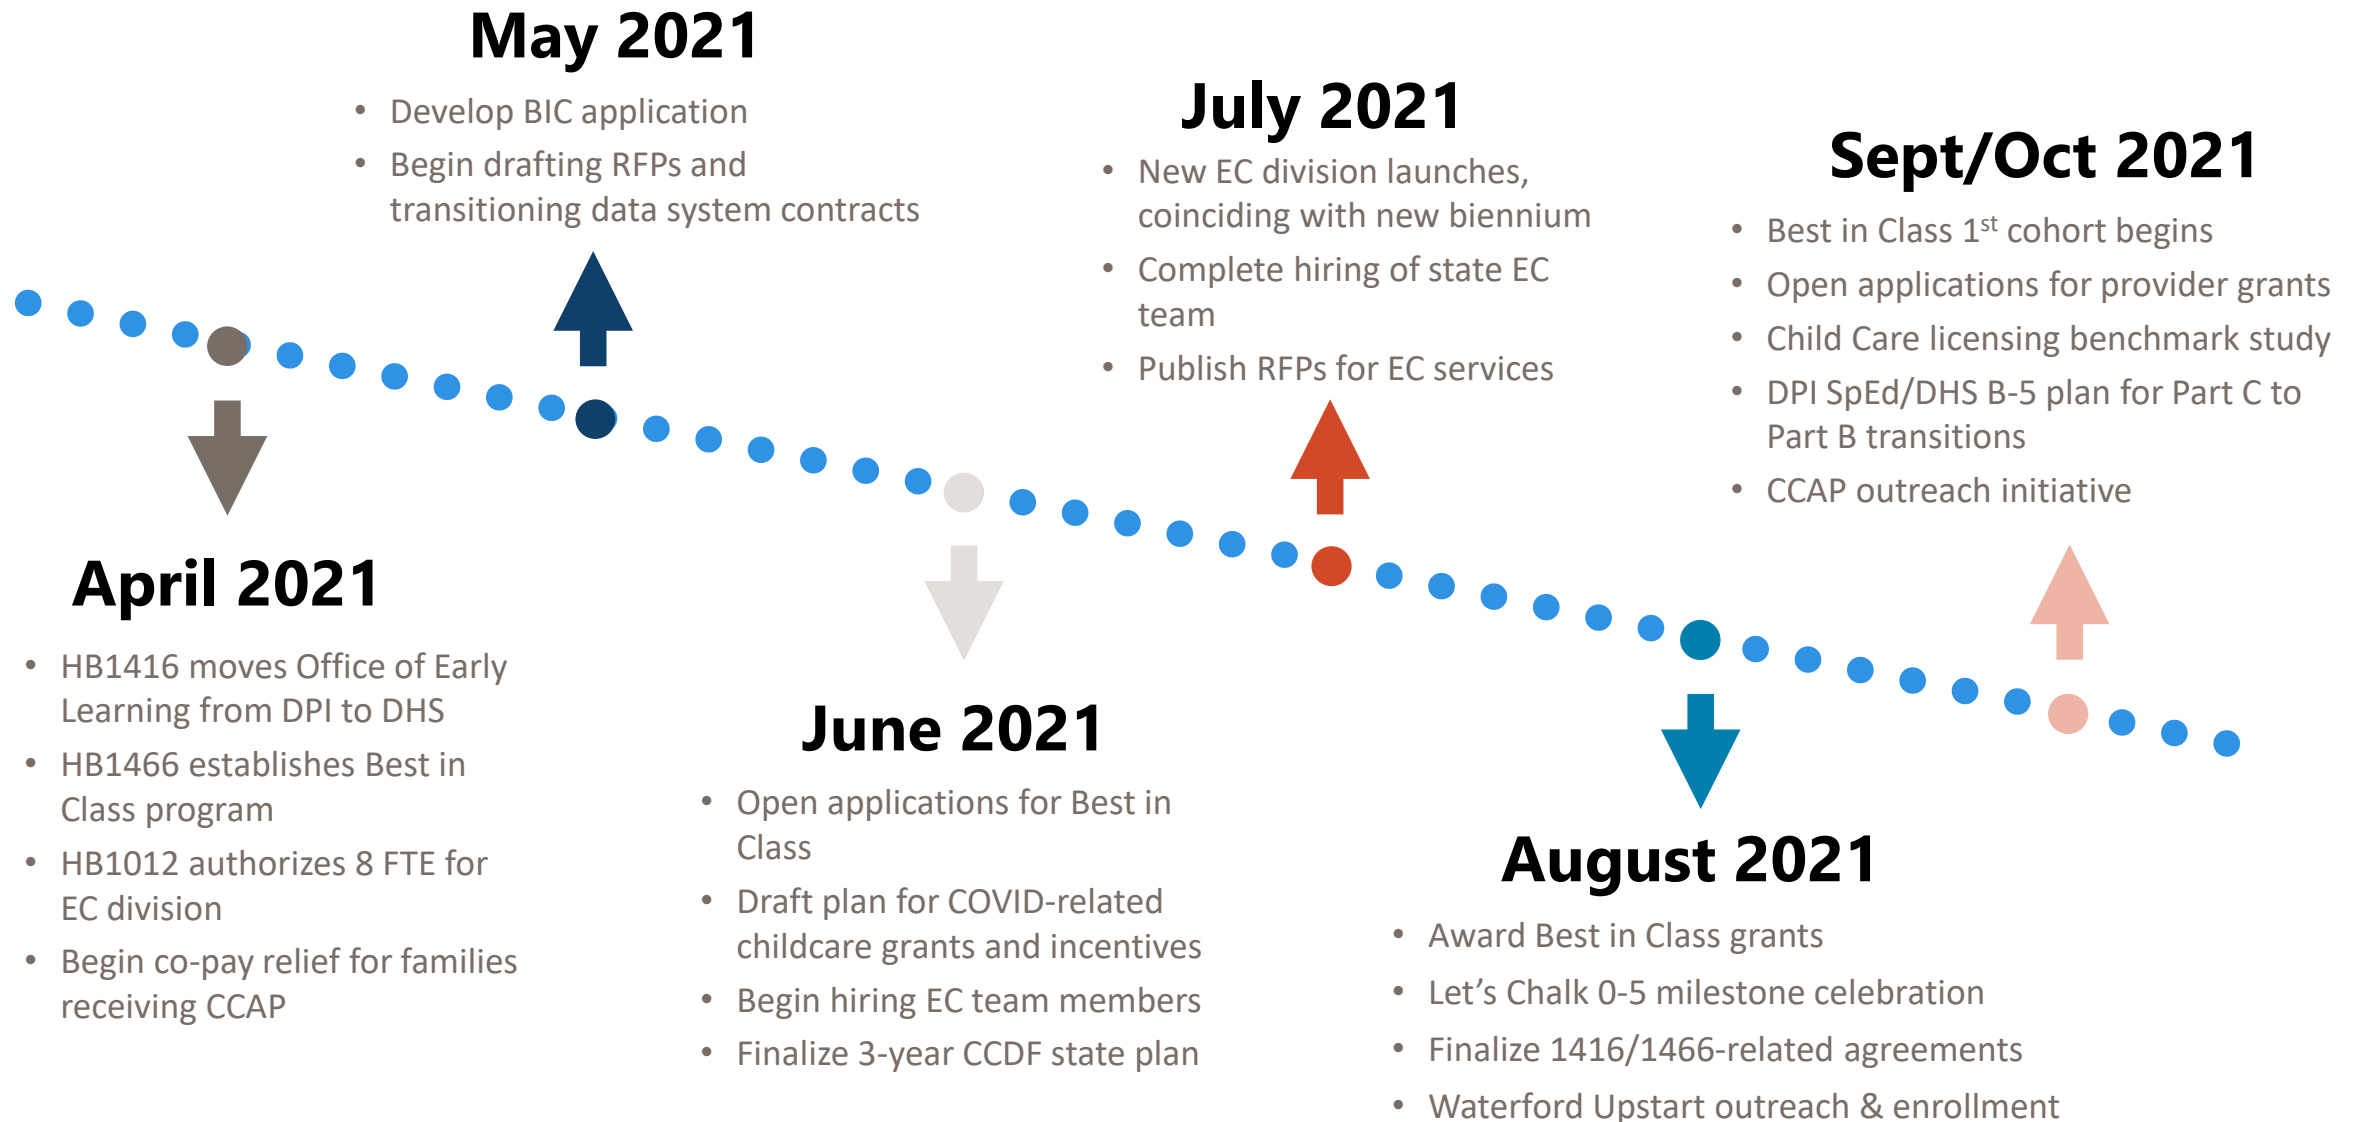 May 2021
• Develop BIC application
• Begin drafting RFPs and
transitioning data system contracts
July 2021
• New EC division launches,
coinciding with new biennium
• Complete hiring of state EC
team
• Publish RFPs for EC services
Sept/Oct 2021
• Best in Class 1st cohort begins
• Open applications for provider grants
• Child Care licensing benchmark study
• DPI SpEd/DHS B-5 plan for Part C to
Part B transitions
• CCAP outreach initiative
April 2021
• HB1416 moves Office of Early
Learning from DPI to DHS
• HB1466 establishes Best in
Class program
• HB1012 authorizes 8 FTE for
EC division
• Begin co-pay relief for families
receiving CCAP
June 2021
• Open applications for Best in
Class
• Draft plan for COVID-related
childcare grants and incentives
• Begin hiring EC team members
• Finalize 3-year CCDF state plan
August 2021
• Award Best in Class grants
• Let’s Chalk 0-5 milestone celebration
• Finalize 1416/1466-related agreements
• Waterford Upstart outreach & enrollment